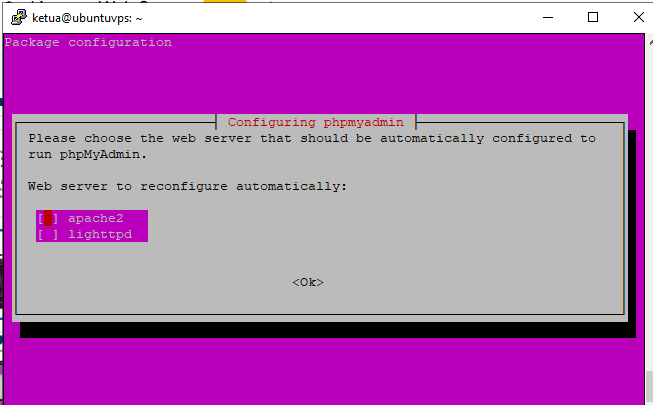 ketua@ubuntuvps: ~
Package configuration
Configuring phpmyadmin
Please choose the web server that should be automatically configured to
run phpMyAdmin.
Web server to reconfigure automatically:
[ ] apache2
[ ] lighttpd
<Ok>